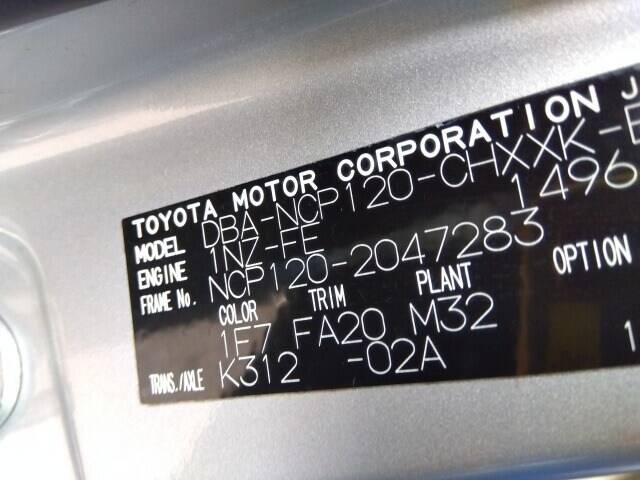 TOYOTA MOTOR CORPORATION J
MODEL DBA-NCP120-CHXXK-
ENGINE 1NZ-FE 1496
FRAME No. NCP120-2047283
COLOR TRIM PLANT OPTION
1F7 FA20 M32
TRANS./AXLE K312 -02A 1